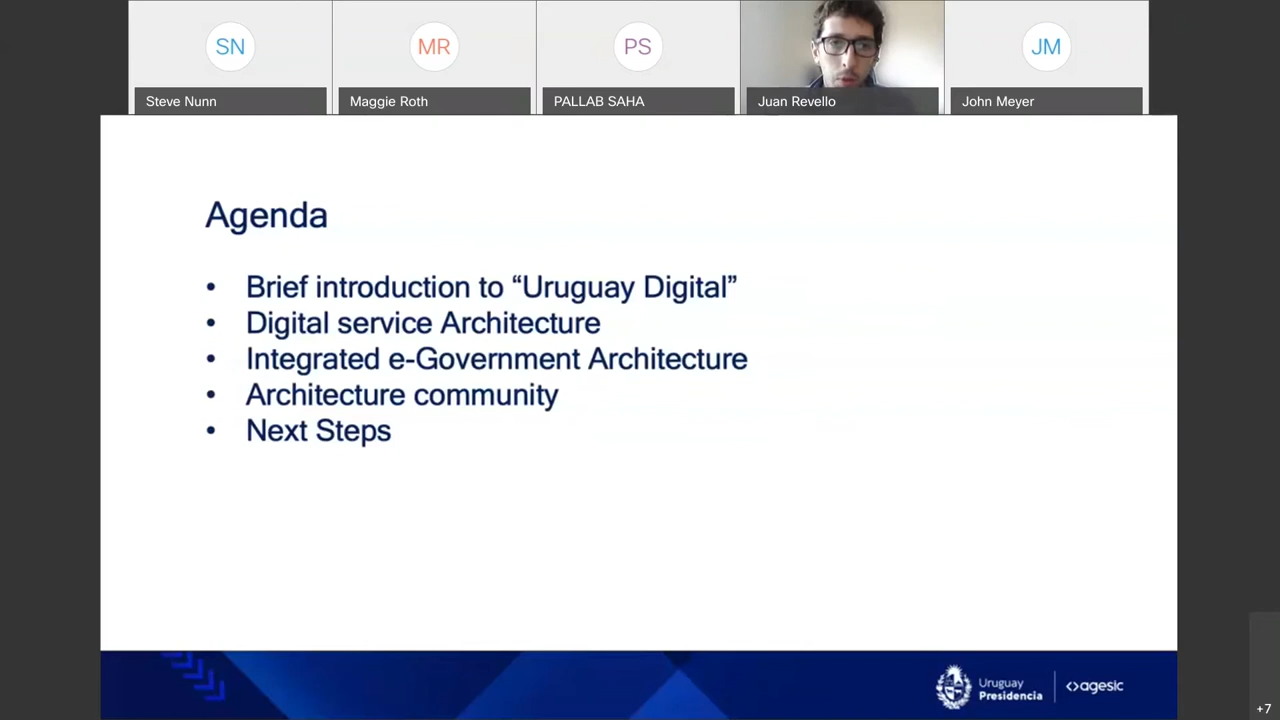 SN
MR
PS
JM
Steve Nunn
Maggie Roth
PALLAB SAHA
Juan Revello
John Meyer
Agenda
• Brief introduction to “Uruguay Digital”
• Digital service Architecture
• Integrated e-Government Architecture
• Architecture community
• Next Steps
Uruguay
Presidencia
agesic
+7